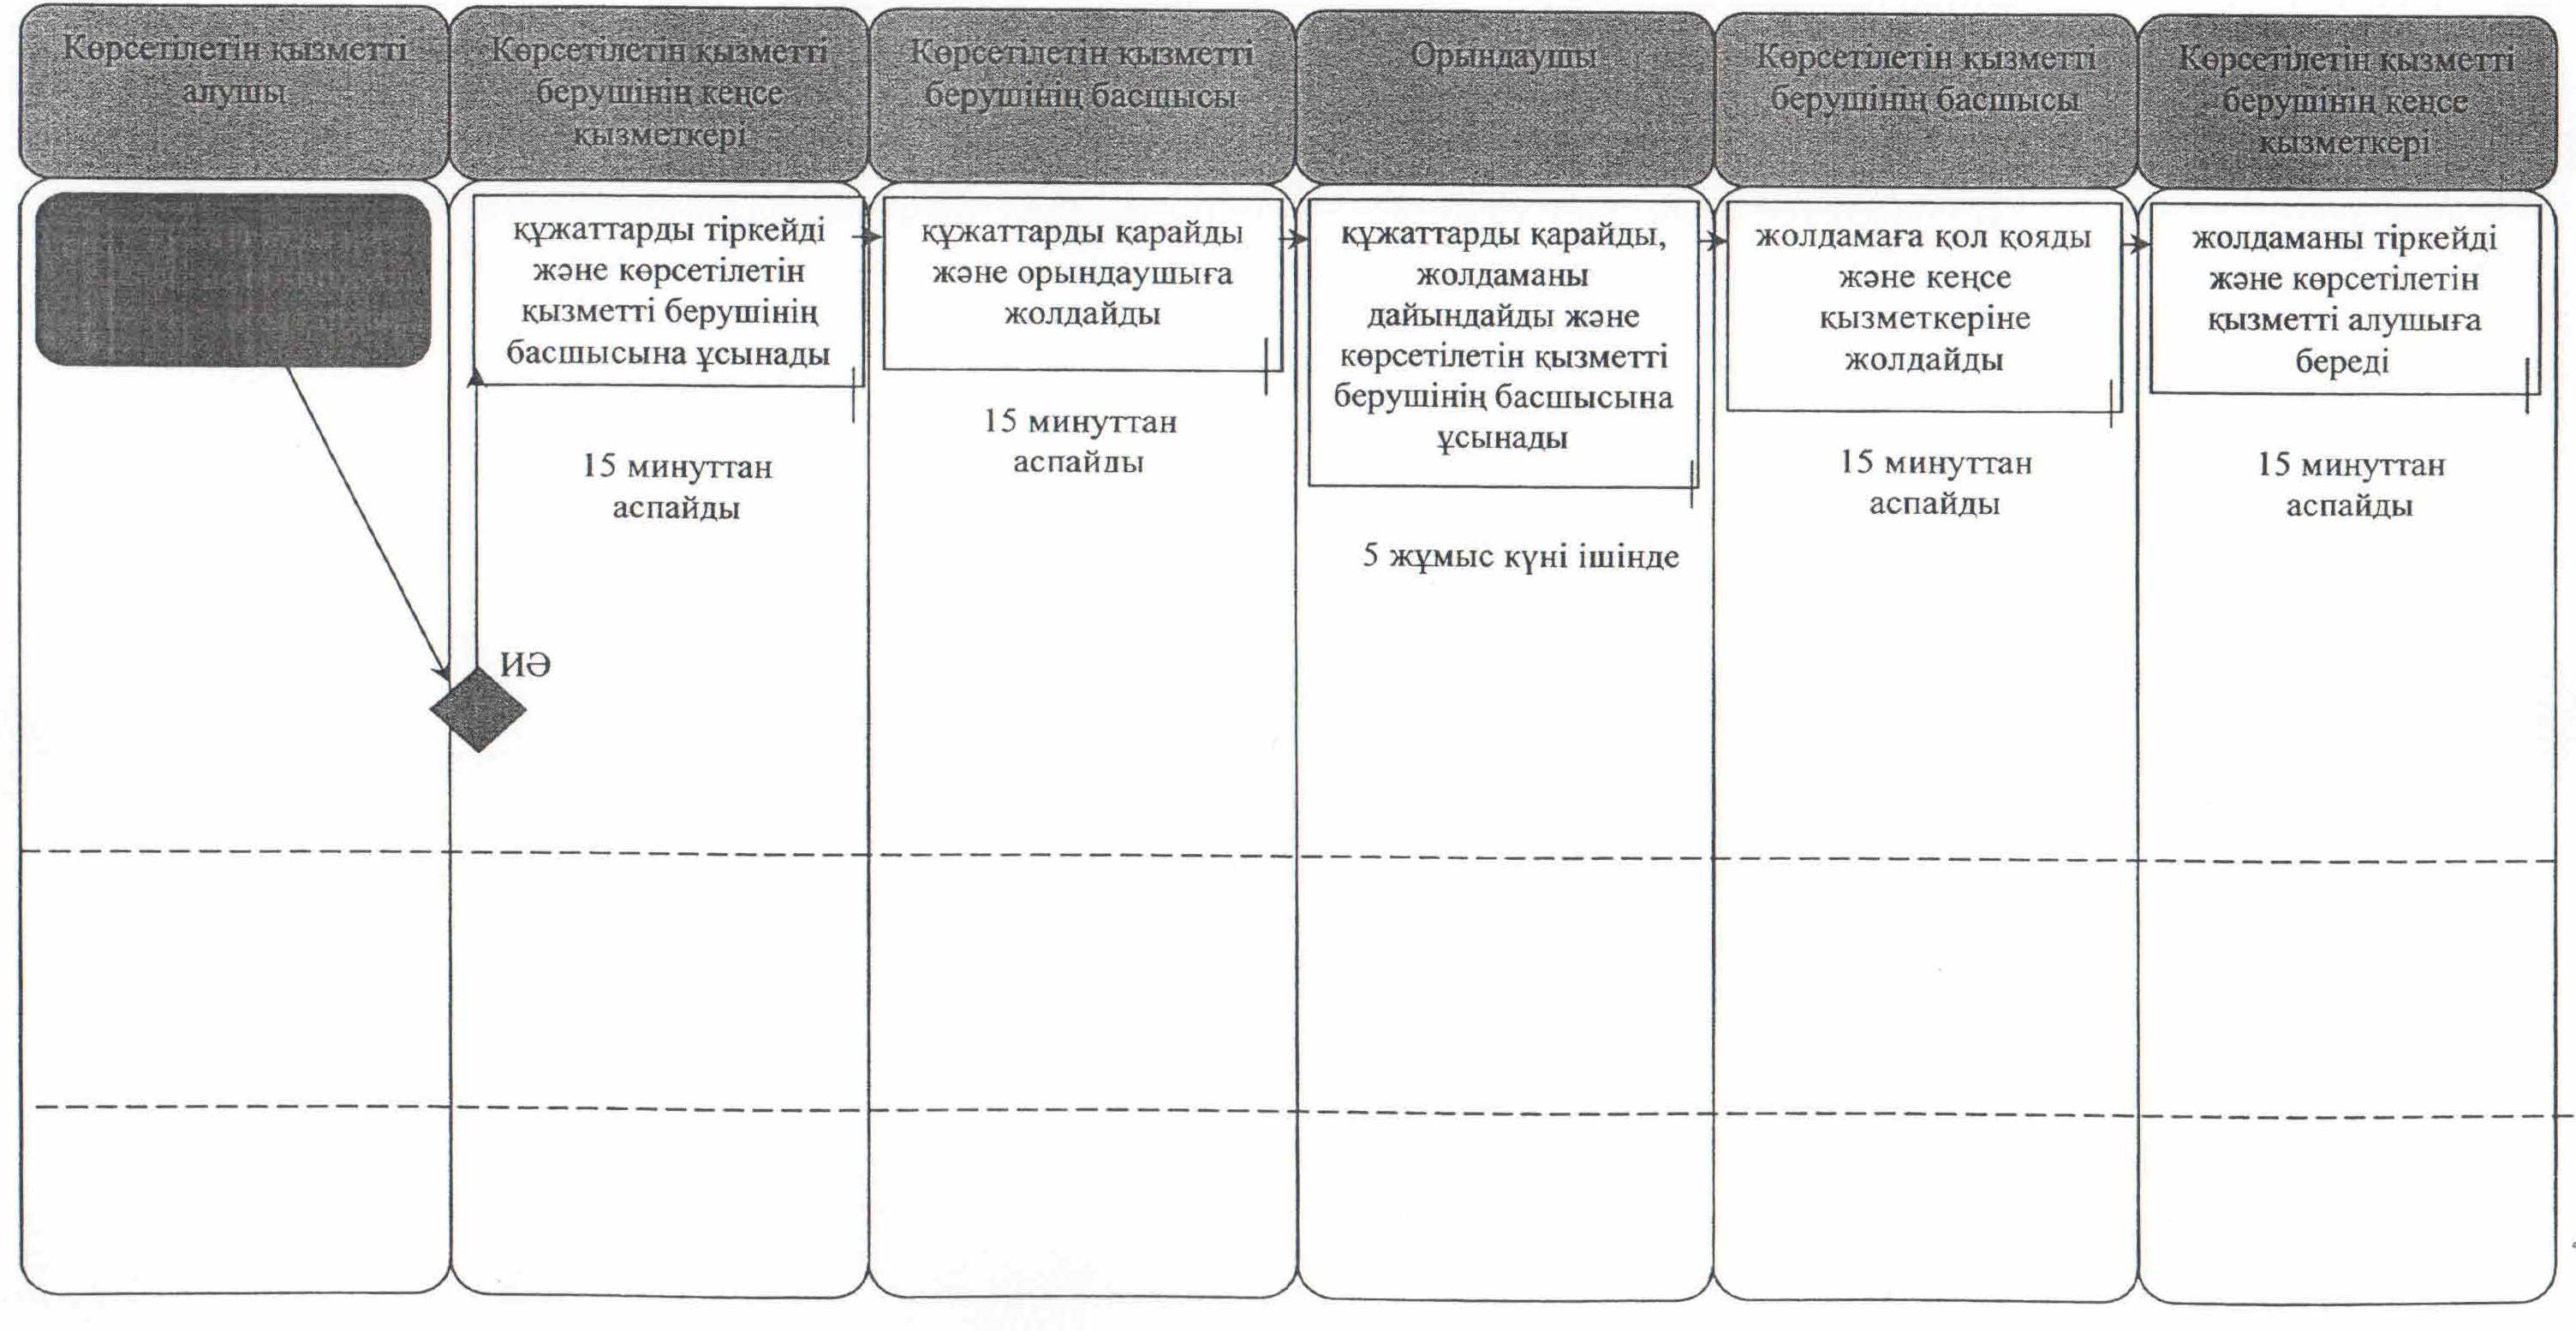 Көрсетілетін қызметті
алушы
Көрсетілетін қызметті
берушінің кеңсе
қызметкері
Көрсетілетін қызметті
берушінің басшысы
Орындаушы
Көрсетілетін қызметті
берушінің басшысы
Көрсетілетін қызметті
берушінің кеңсе
қызметкері
құжаттарды тіркейді
және көрсетілетін
қызметті берушінің
басшысына ұсынады
15 минуттан
аспайды
ИӘ
құжаттарды қарайды
және орындаушыға
жолдайды
15 минуттан
аспайды
құжаттарды қарайды,
жолдаманы
дайындайды және
көрсетілетін қызметті
берушінің басшысына
ұсынады
5 жұмыс күні ішінде
жолдамаға қол қояды
және кеңсе
қызметкеріне
жолдайды
15 минуттан
аспайды
жолдаманы тіркейді
және көрсетілетін
қызметті алушыға
береді
15 минуттан
аспайды